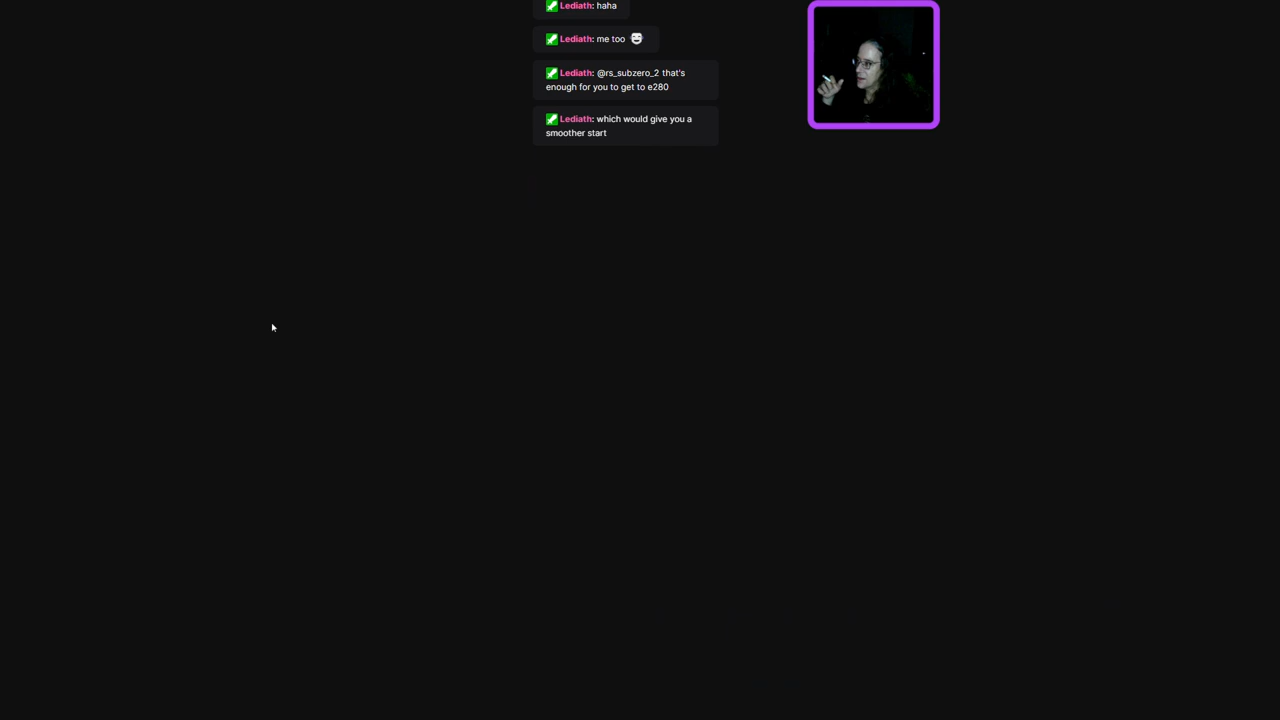 Lediath: haha
Lediath: me too
Lediath: @rs_subzero_2 that's
enough for you to get to e280
Lediath: which would give you a
smoother start